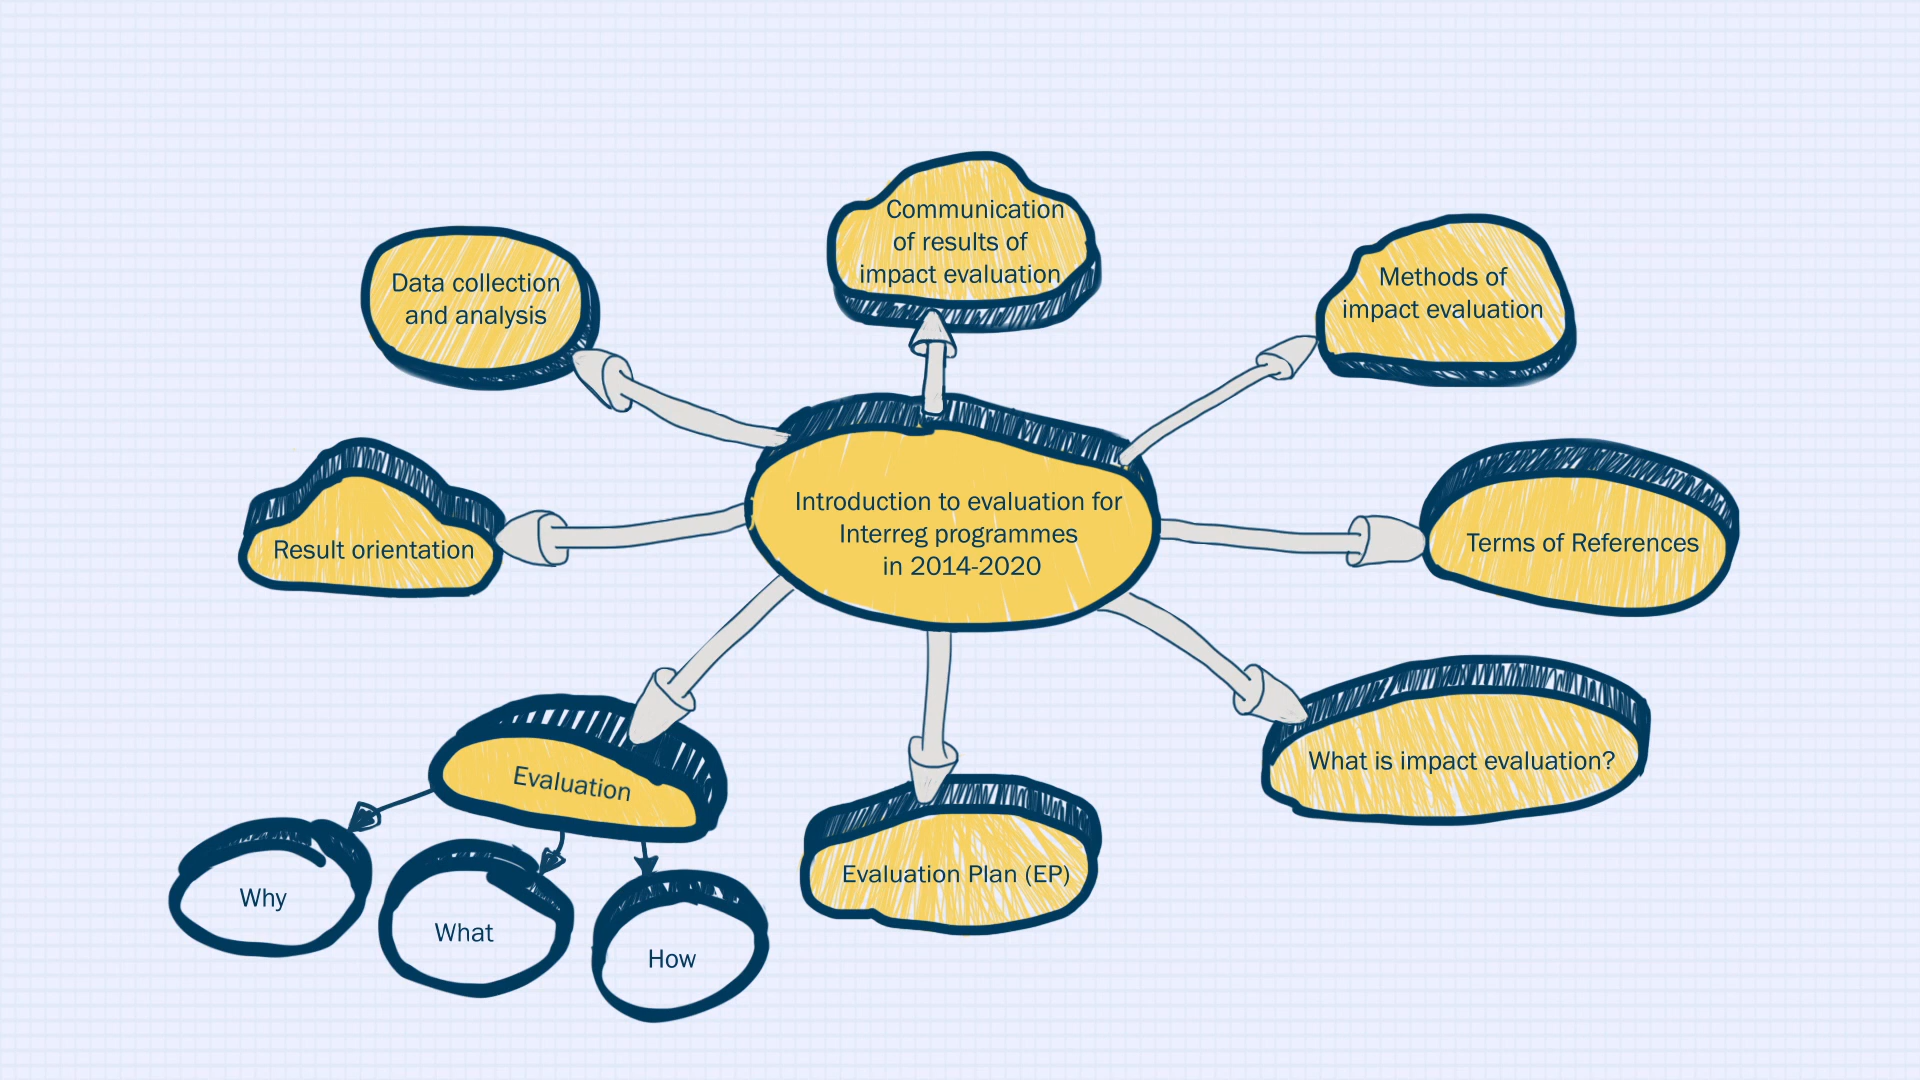 Communication
of results of
impact evaluation
Data collection
and analysis
Methods of
impact evaluation
Introduction to evaluation for
Interreg programmes
in 2014-2020
Result orientation
Terms of References
Evaluation
What is impact evaluation?
Evaluation Plan (EP)
Why
What
How